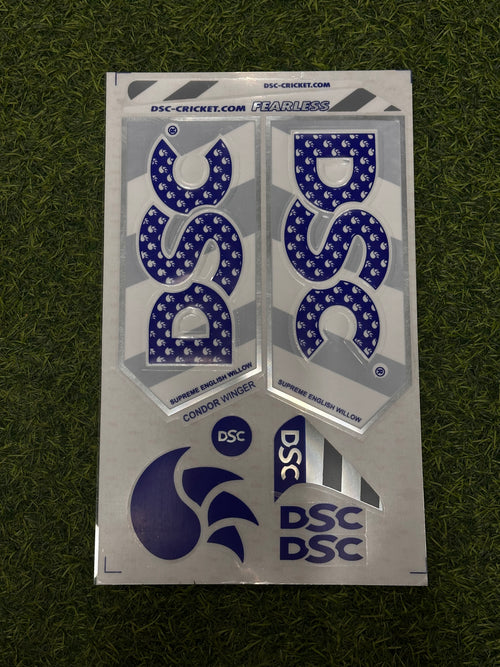 DSC-CRICKET.COM
DSC-CRICKET.COM FEARLESS
DSC®
SUPREME ENGLISH WILLOW
DSC®
SUPREME ENGLISH WILLOW
CONDOR WINGER
DSC
DSC
DSC
DSC